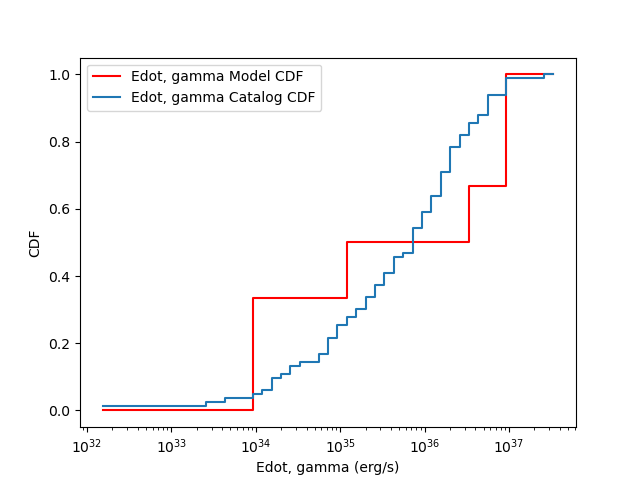 Edot, gamma Model CDF
Edot, gamma Catalog CDF
1.0
0.8
0.6
0.4
0.2
0.0
CDF
10^32 10^33 10^34 10^35 10^36 10^37
Edot, gamma (erg/s)